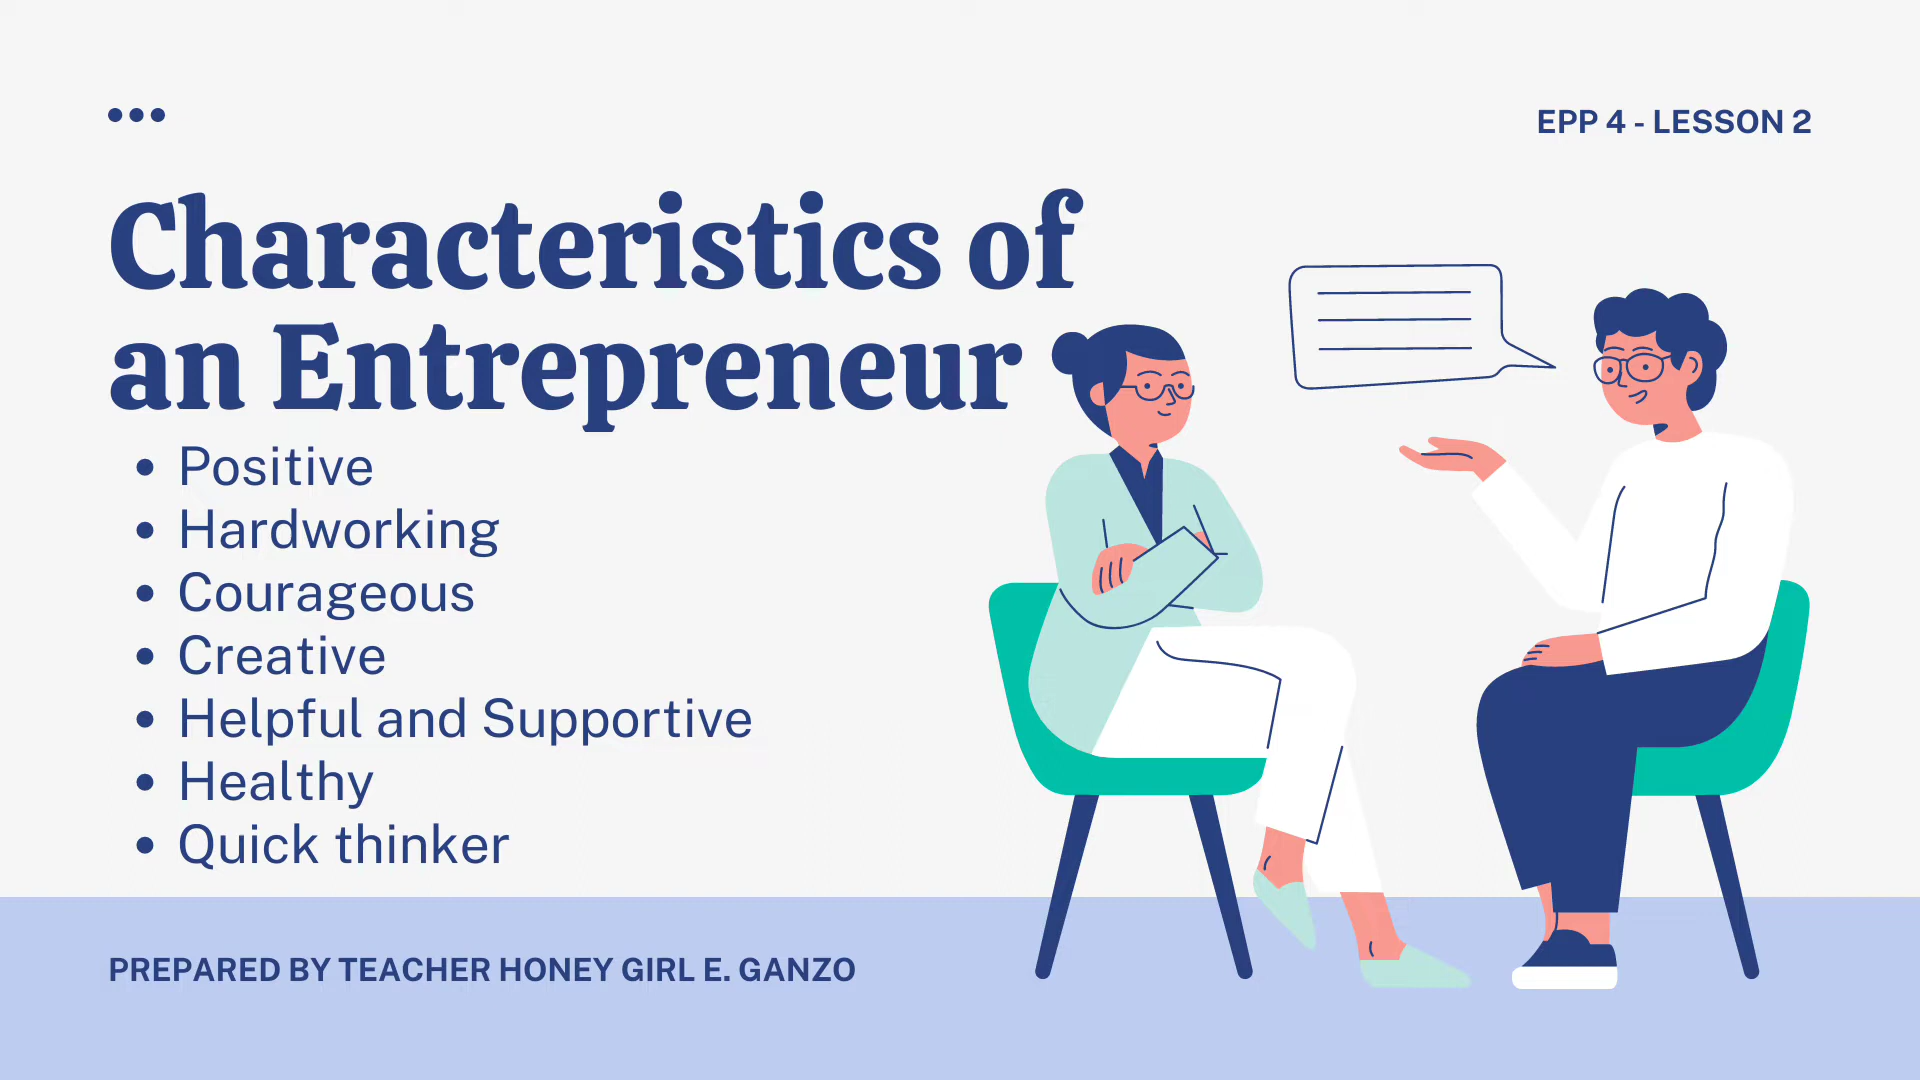 EPP 4 - LESSON 2
Characteristics of
an Entrepreneur
• Positive
• Hardworking
• Courageous
• Creative
• Helpful and Supportive
• Healthy
• Quick thinker
PREPARED BY TEACHER HONEY GIRL E. GANZO